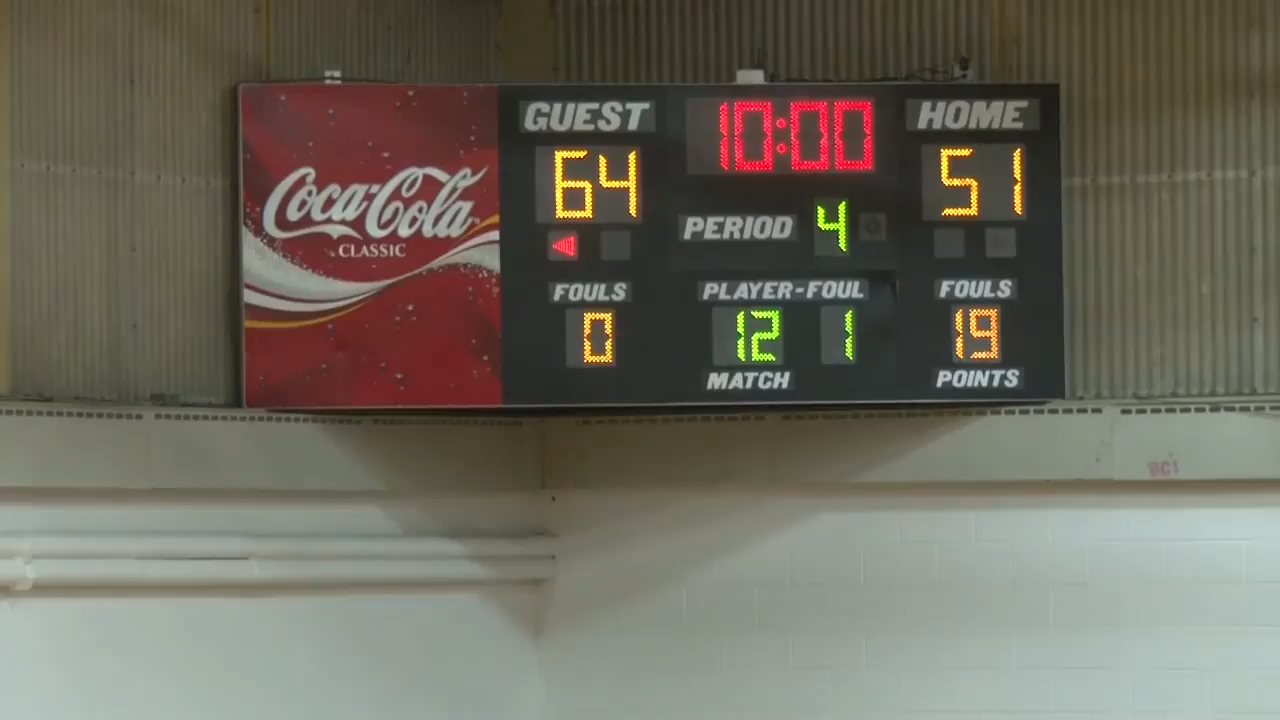 Coca-Cola
CLASSIC
GUEST
10:00
HOME
64
51
PERIOD 4
FOULS
PLAYER-FOUL
FOULS
0
12 1
19
MATCH
POINTS
BC1